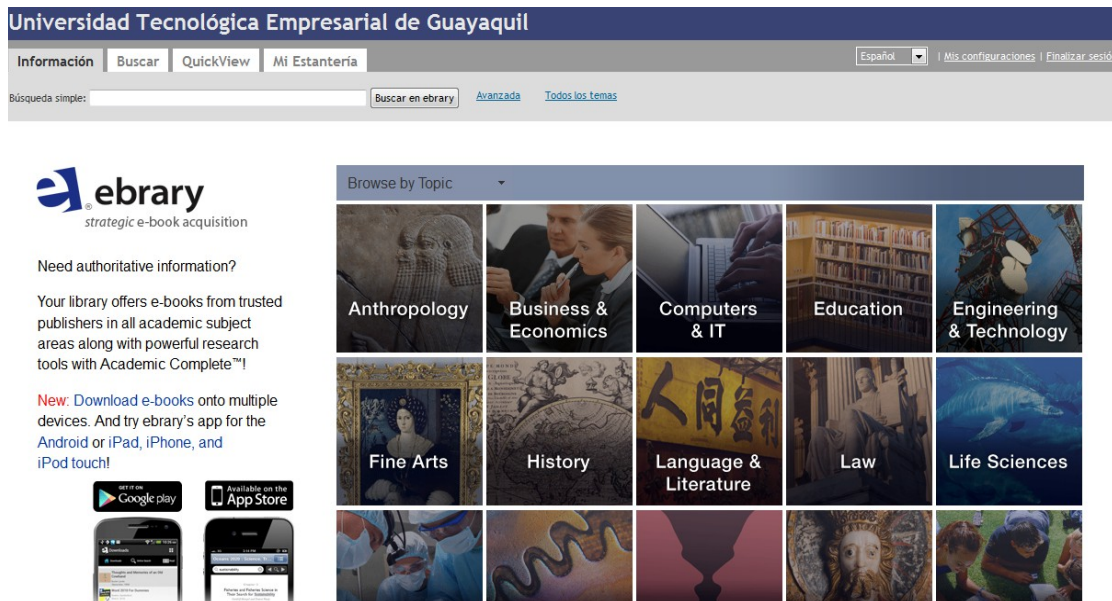 Universidad Tecnológica Empresarial de Guayaquil
Información Buscar QuickView Mi Estantería
Español | Mis configuraciones | Finalizar sesió
Búsqueda simple: Buscar en ebrary Avanzada Todos los temas
ebrary®
strategic e-book acquisition
Need authoritative information?
Your library offers e-books from trusted
publishers in all academic subject
areas along with powerful research
tools with Academic Complete™!
New: Download e-books onto multiple
devices. And try ebrary's app for the
Android or iPad, iPhone, and
iPod touch!
GET IT ON
Google play
Available on the
App Store
Downloads
sustainability
Browse by Topic
Anthropology
Business &
Economics
Computers
& IT
Education
Engineering
& Technology
Fine Arts
History
Language &
Literature
Law
Life Sciences